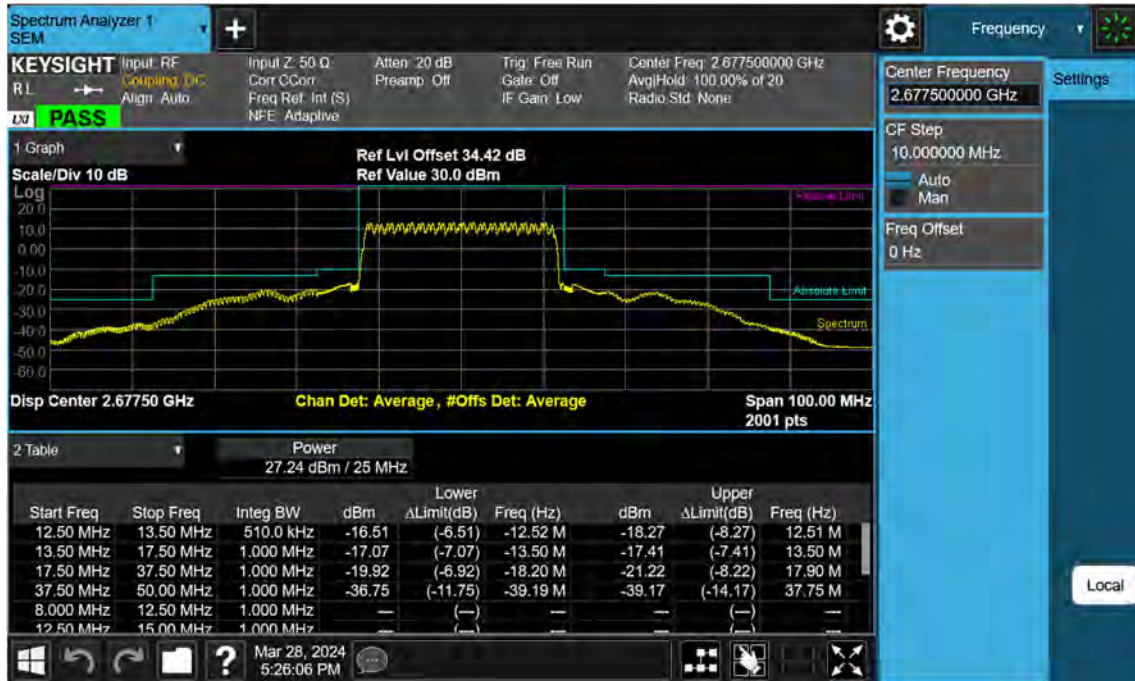 Spectrum Analyzer 1
SEM
Frequency
KEYSIGHT
RL
LXI PASS
Input: RF
Coupling: DC
Align: Auto
Input Z: 50 Ω
Corr CCorr
Freq Ref: Int (S)
NFE: Adaptive
Atten: 20 dB
Preamp: Off
Trig: Free Run
Gate: Off
IF Gain: Low
Center Freq: 2.677500000 GHz
Avg|Hold: 100.00% of 20
Radio Std: None
Center Frequency
2.677500000 GHz
Settings
CF Step
10.000000 MHz
Auto
Man
Freq Offset
0 Hz
1 Graph
Scale/Div 10 dB
Ref Lvl Offset 34.42 dB
Ref Value 30.0 dBm
Log
20.0
10.0
0.00
-10.0
-20.0
-30.0
-40.0
-50.0
-60.0
Relative Limit
Absolute Limit
Spectrum
Disp Center 2.67750 GHz
Chan Det: Average, #Offs Det: Average
Span 100.00 MHz
2001 pts
2 Table
Power
27.24 dBm / 25 MHz
Lower Upper
Start Freq Stop Freq Integ BW dBm ΔLimit(dB) Freq (Hz) dBm ΔLimit(dB) Freq (Hz)
12.50 MHz 13.50 MHz 510.0 kHz -16.51 (-6.51) -12.52 M -18.27 (-8.27) 12.51 M
13.50 MHz 17.50 MHz 1.000 MHz -17.07 (-7.07) -13.50 M -17.41 (-7.41) 13.50 M
17.50 MHz 37.50 MHz 1.000 MHz -19.92 (-6.92) -18.20 M -21.22 (-8.22) 17.90 M
37.50 MHz 50.00 MHz 1.000 MHz -36.75 (-11.75) -39.19 M -39.17 (-14.17) 37.75 M
8.000 MHz 12.50 MHz 1.000 MHz --- (---) --- --- (---) ---
12.50 MHz 15.00 MHz 1.000 MHz --- (---) --- --- (---) ---
Local
?
Mar 28, 2024
5:26:06 PM